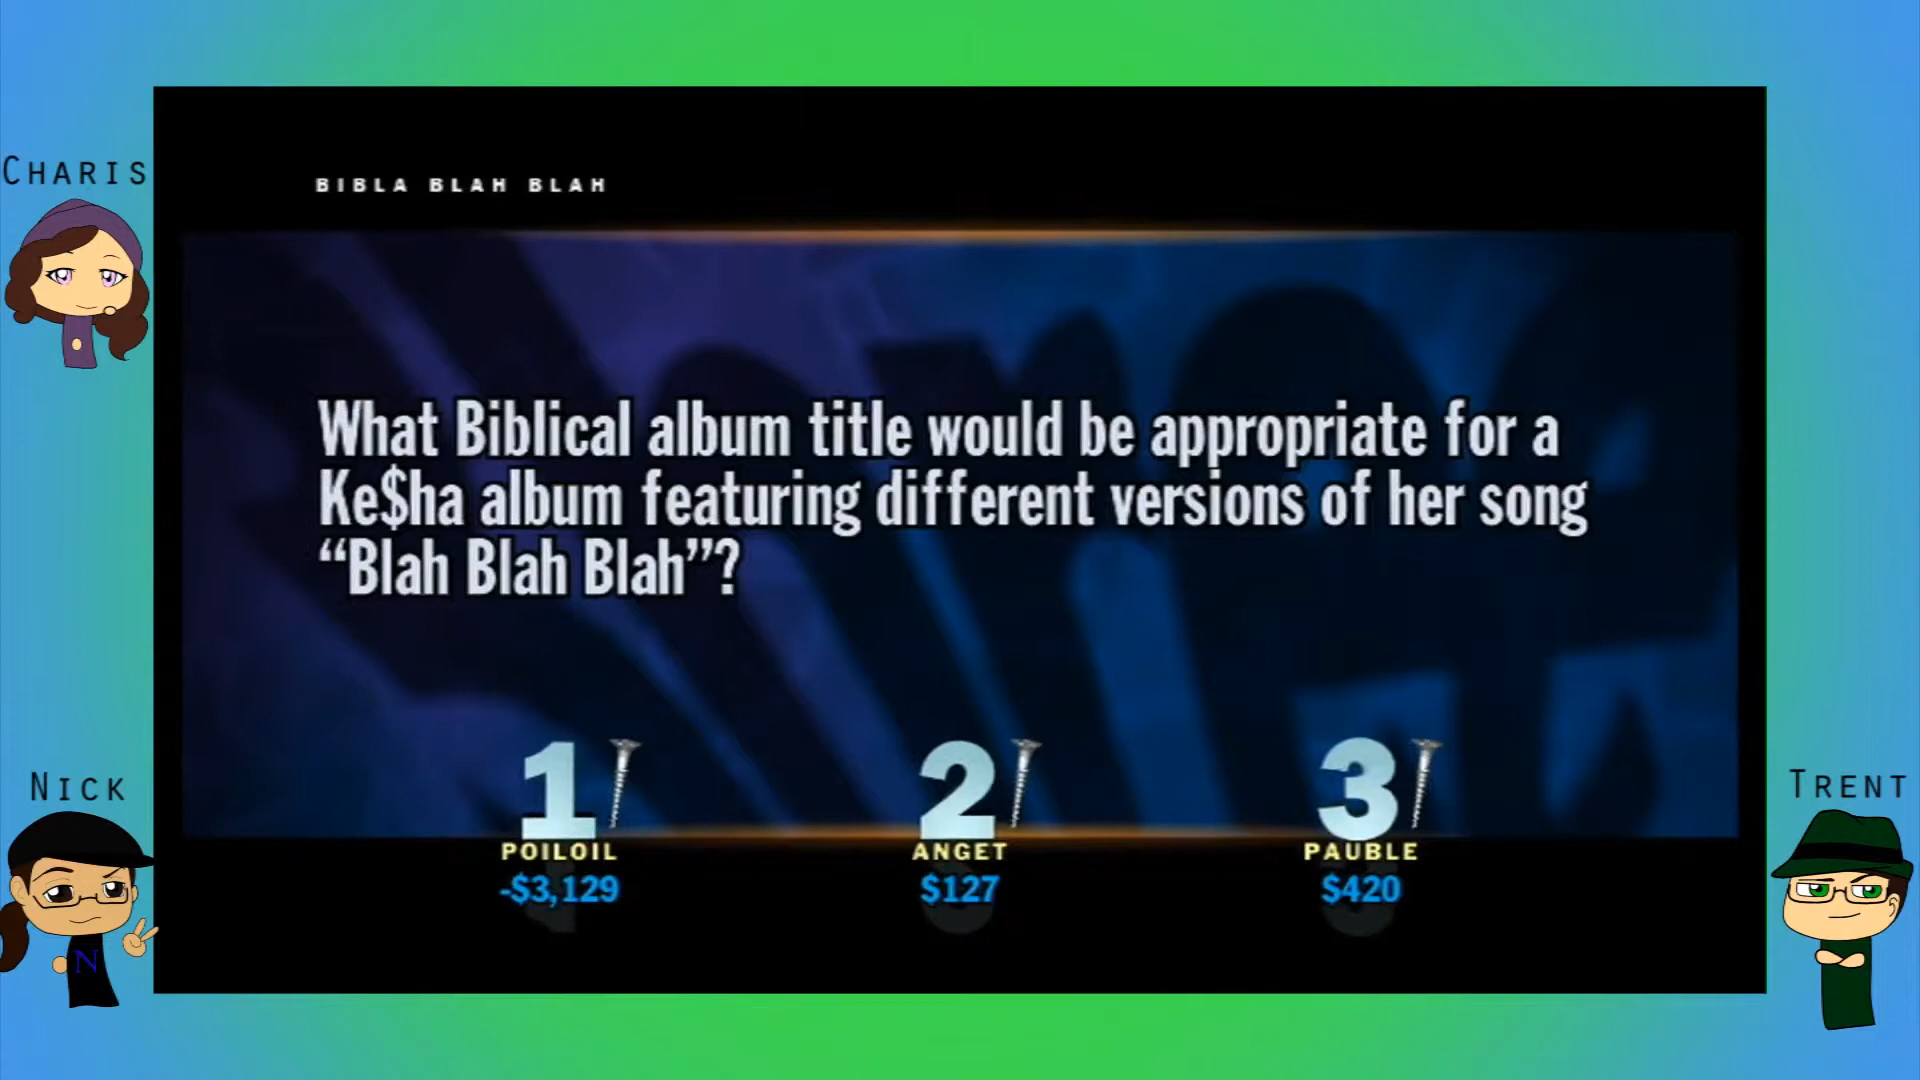 CHARIS
BIBLA BLAH BLAH
What Biblical album title would be appropriate for a
Ke$ha album featuring different versions of her song
“Blah Blah Blah”?
NICK
TRENT
1 2 3
POILOIL ANGET PAUBLE
-$3,129 $127 $420
N